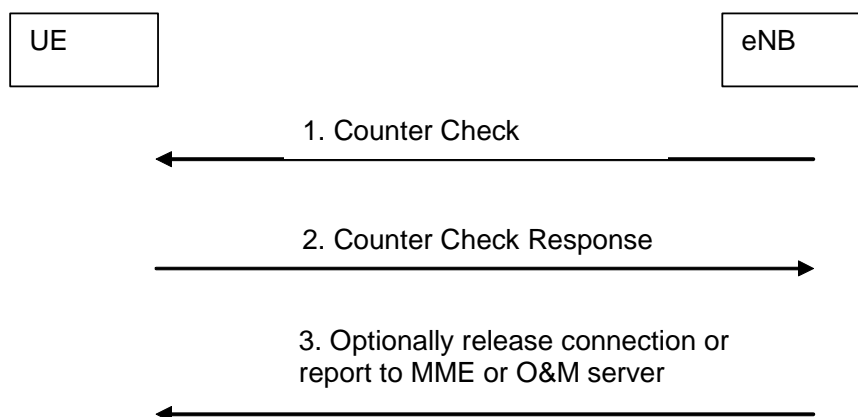 UE
eNB
1. Counter Check
2. Counter Check Response
3. Optionally release connection or
report to MME or O&M server